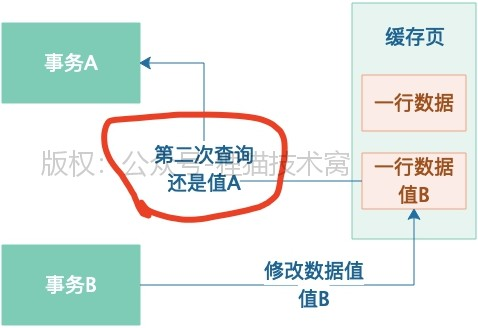 缓存页
事务A
一行数据
第二次查询
还是值A
版权：公众号-狸猫技术窝
一行数据
值B
事务B
修改数据值
值B